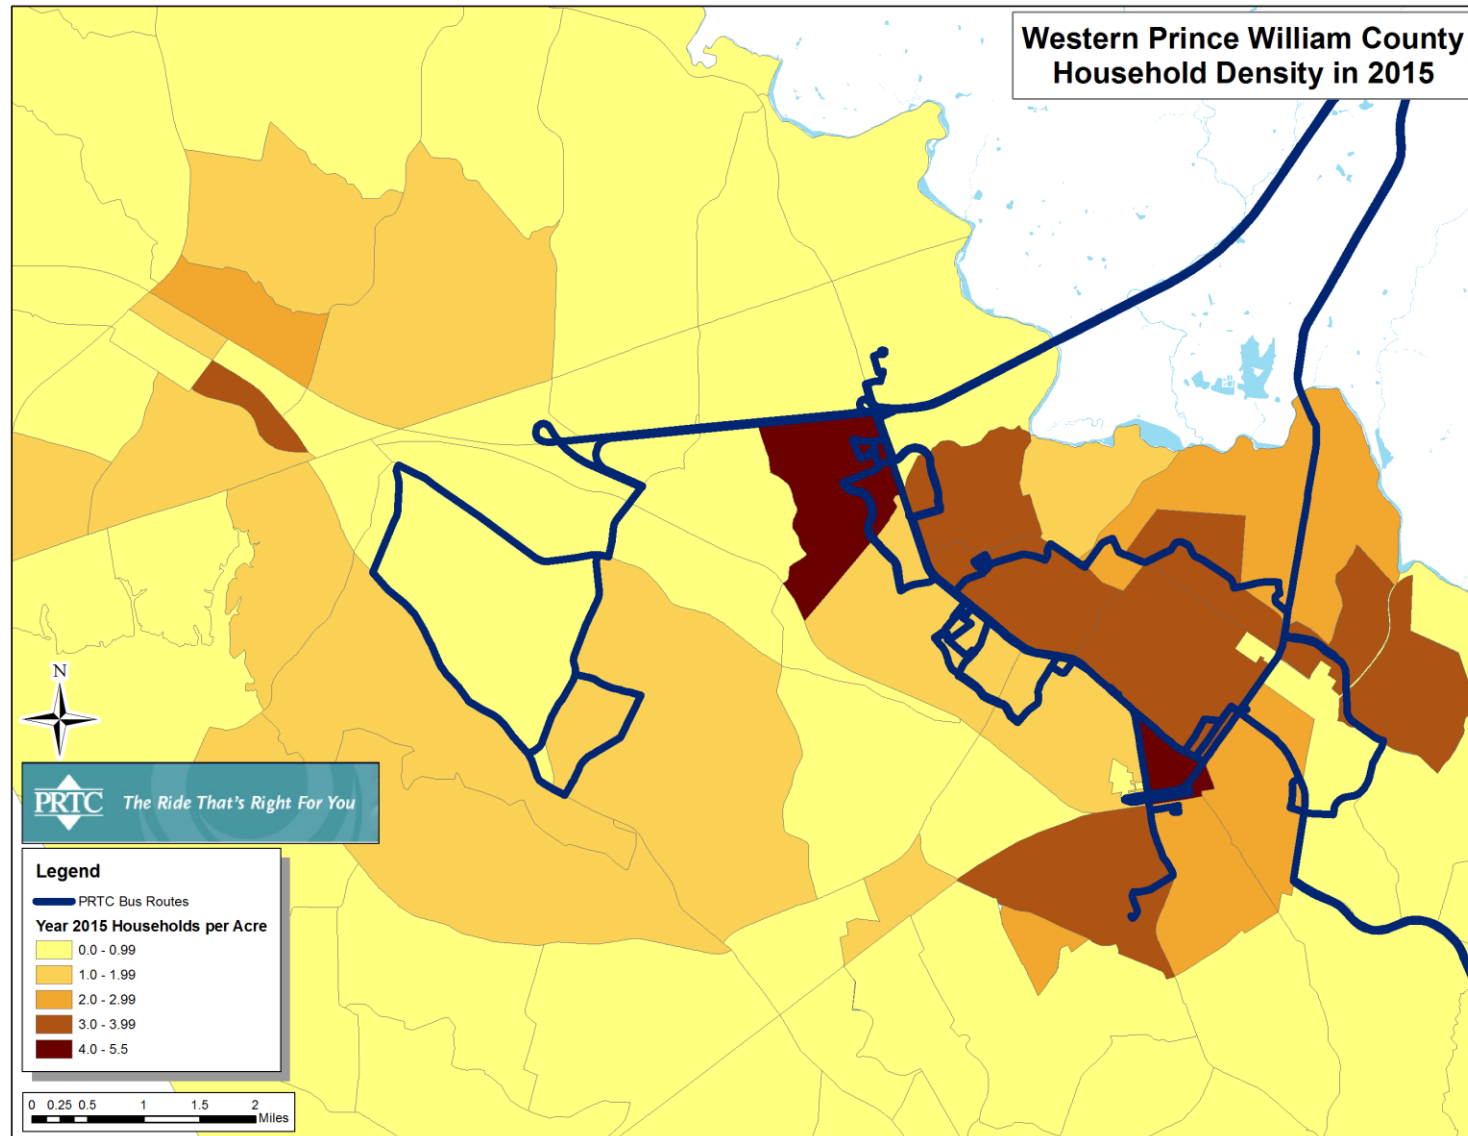 Western Prince William County
Household Density in 2015
N
PRTC The Ride That's Right For You
Legend
PRTC Bus Routes
Year 2015 Households per Acre
0.0 - 0.99
1.0 - 1.99
2.0 - 2.99
3.0 - 3.99
4.0 - 5.5
0 0.25 0.5 1 1.5 2
Miles